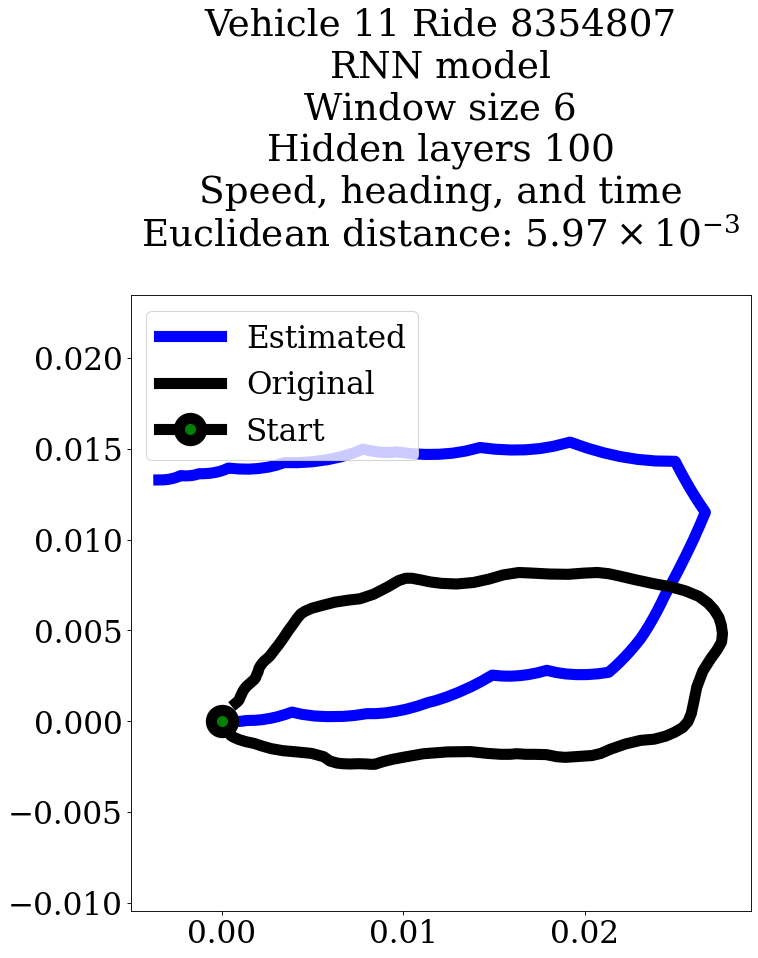 Vehicle 11 Ride 8354807
RNN model
Window size 6
Hidden layers 100
Speed, heading, and time
Euclidean distance: 5.97 × 10⁻³
Estimated
Original
Start
0.020
0.015
0.010
0.005
0.000
−0.005
−0.010
0.00 0.01 0.02